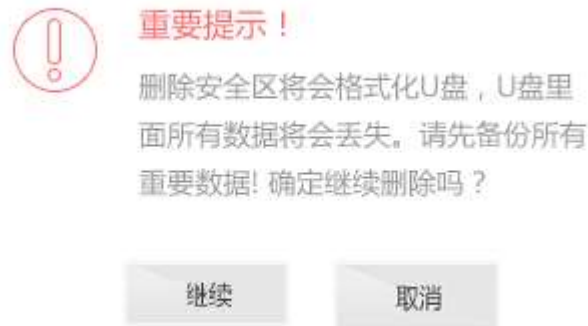 重要提示！
删除安全区将会格式化U盘，U盘里
面所有数据将会丢失。请先备份所有
重要数据! 确定继续删除吗？
继续
取消